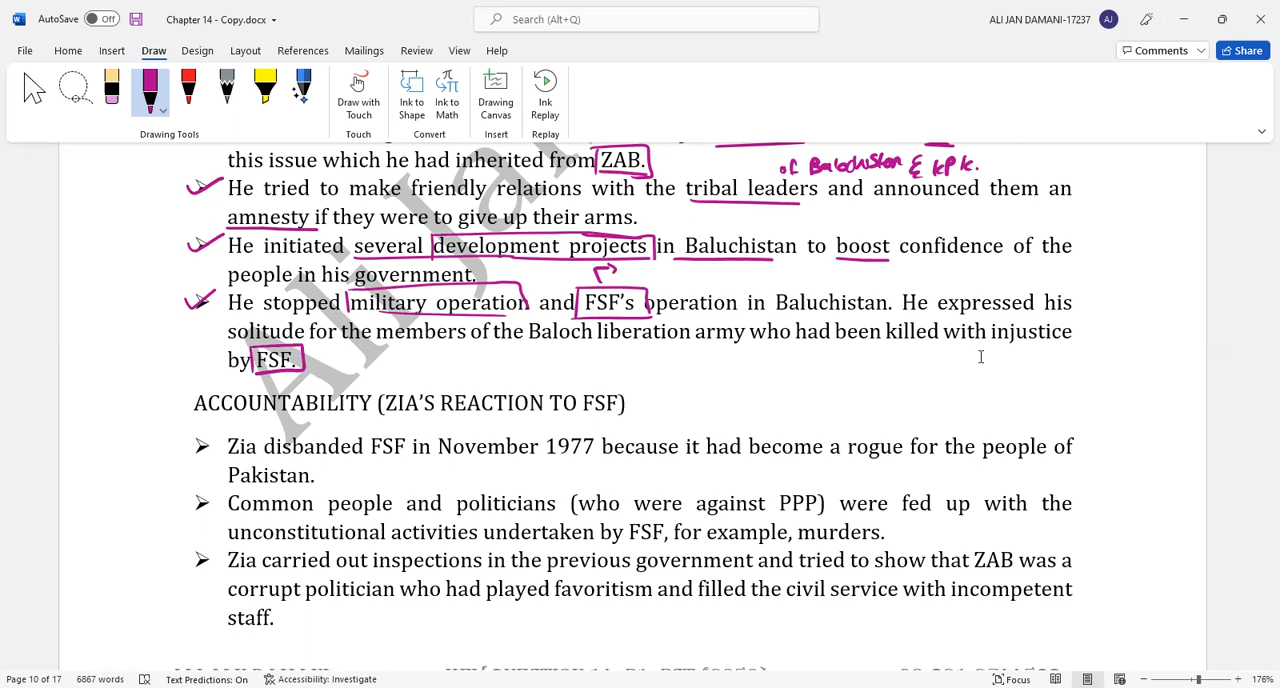 AutoSave Off Chapter 14 - Copy.docx Search (Alt+Q) ALI JAN DAMANI-17237 AJ
File Home Insert Draw Design Layout References Mailings Review View Help Comments Share
Draw with Touch
Ink to Shape
Ink to Math
Drawing Canvas
Ink Replay
Drawing Tools Touch Convert Insert Replay
this issue which he had inherited from ZAB.
of Balochistan & KPK.
➢ He tried to make friendly relations with the tribal leaders and announced them an
amnesty if they were to give up their arms.
➢ He initiated several development projects in Baluchistan to boost confidence of the
people in his government.
➢ He stopped military operation and FSF's operation in Baluchistan. He expressed his
solitude for the members of the Baloch liberation army who had been killed with injustice
by FSF.
ACCOUNTABILITY (ZIA'S REACTION TO FSF)
➢ Zia disbanded FSF in November 1977 because it had become a rogue for the people of
Pakistan.
➢ Common people and politicians (who were against PPP) were fed up with the
unconstitutional activities undertaken by FSF, for example, murders.
➢ Zia carried out inspections in the previous government and tried to show that ZAB was a
corrupt politician who had played favoritism and filled the civil service with incompetent
staff.
Ali Ja
Page 10 of 17 6867 words Text Predictions: On Accessibility: Investigate Focus 176%